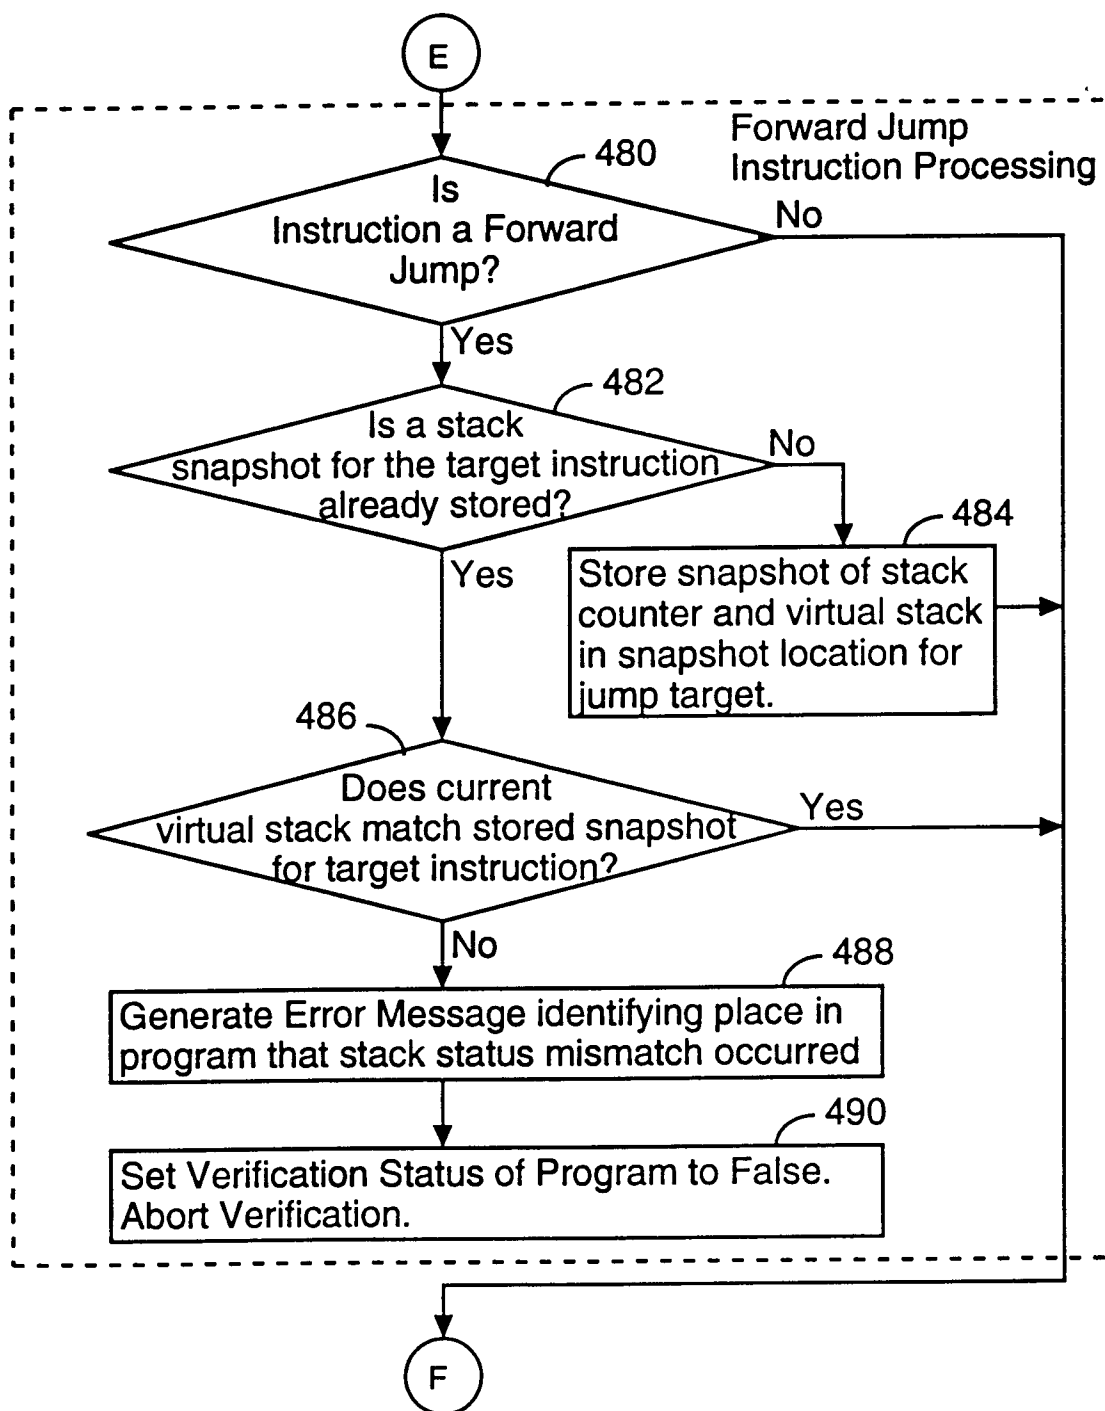 E
Forward Jump
Instruction Processing
480
Is
Instruction a Forward
Jump?
No
Yes
482
Is a stack
snapshot for the target instruction
already stored?
No
Yes
484
Store snapshot of stack
counter and virtual stack
in snapshot location for
jump target.
486
Does current
virtual stack match stored snapshot
for target instruction?
Yes
No
488
Generate Error Message identifying place in
program that stack status mismatch occurred
490
Set Verification Status of Program to False.
Abort Verification.
F